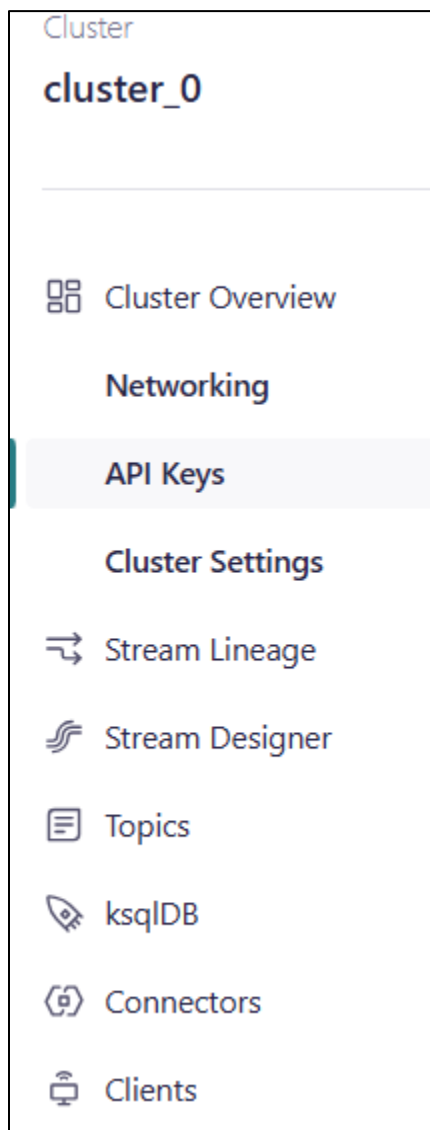 Cluster
cluster_0
Cluster Overview
Networking
API Keys
Cluster Settings
Stream Lineage
Stream Designer
Topics
ksqlDB
Connectors
Clients